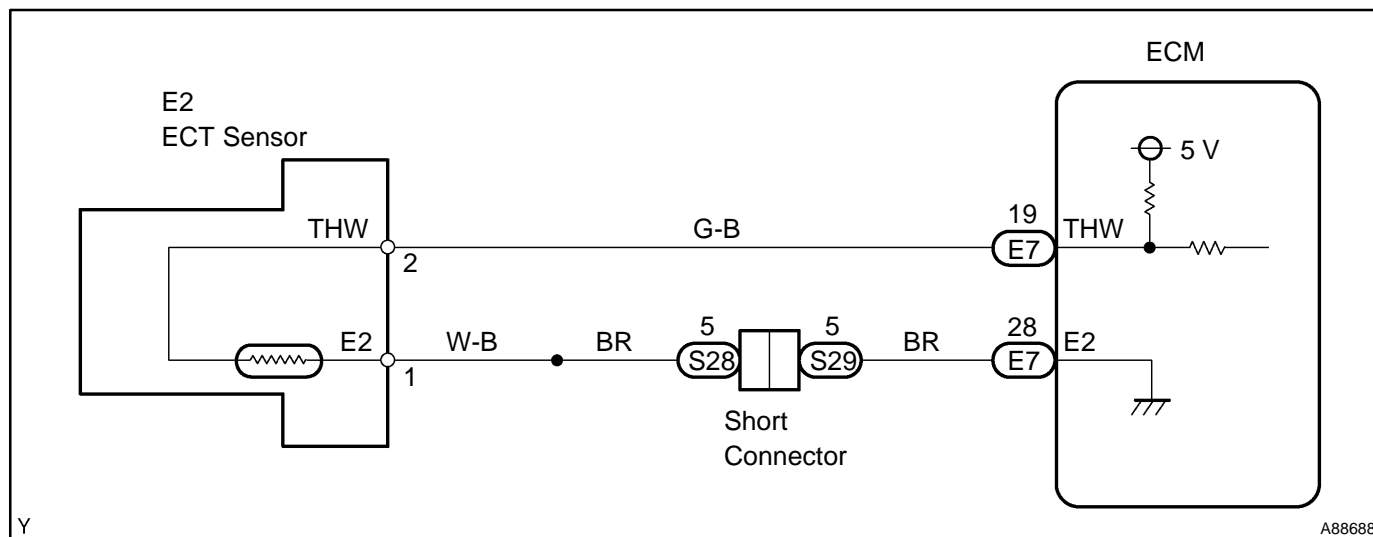 ECM
E2
ECT Sensor
5 V
THW
2
G-B
19
E7
THW
E2
1
W-B
BR
5
S28
5
S29
BR
28
E7
E2
Short
Connector
Y
A88688